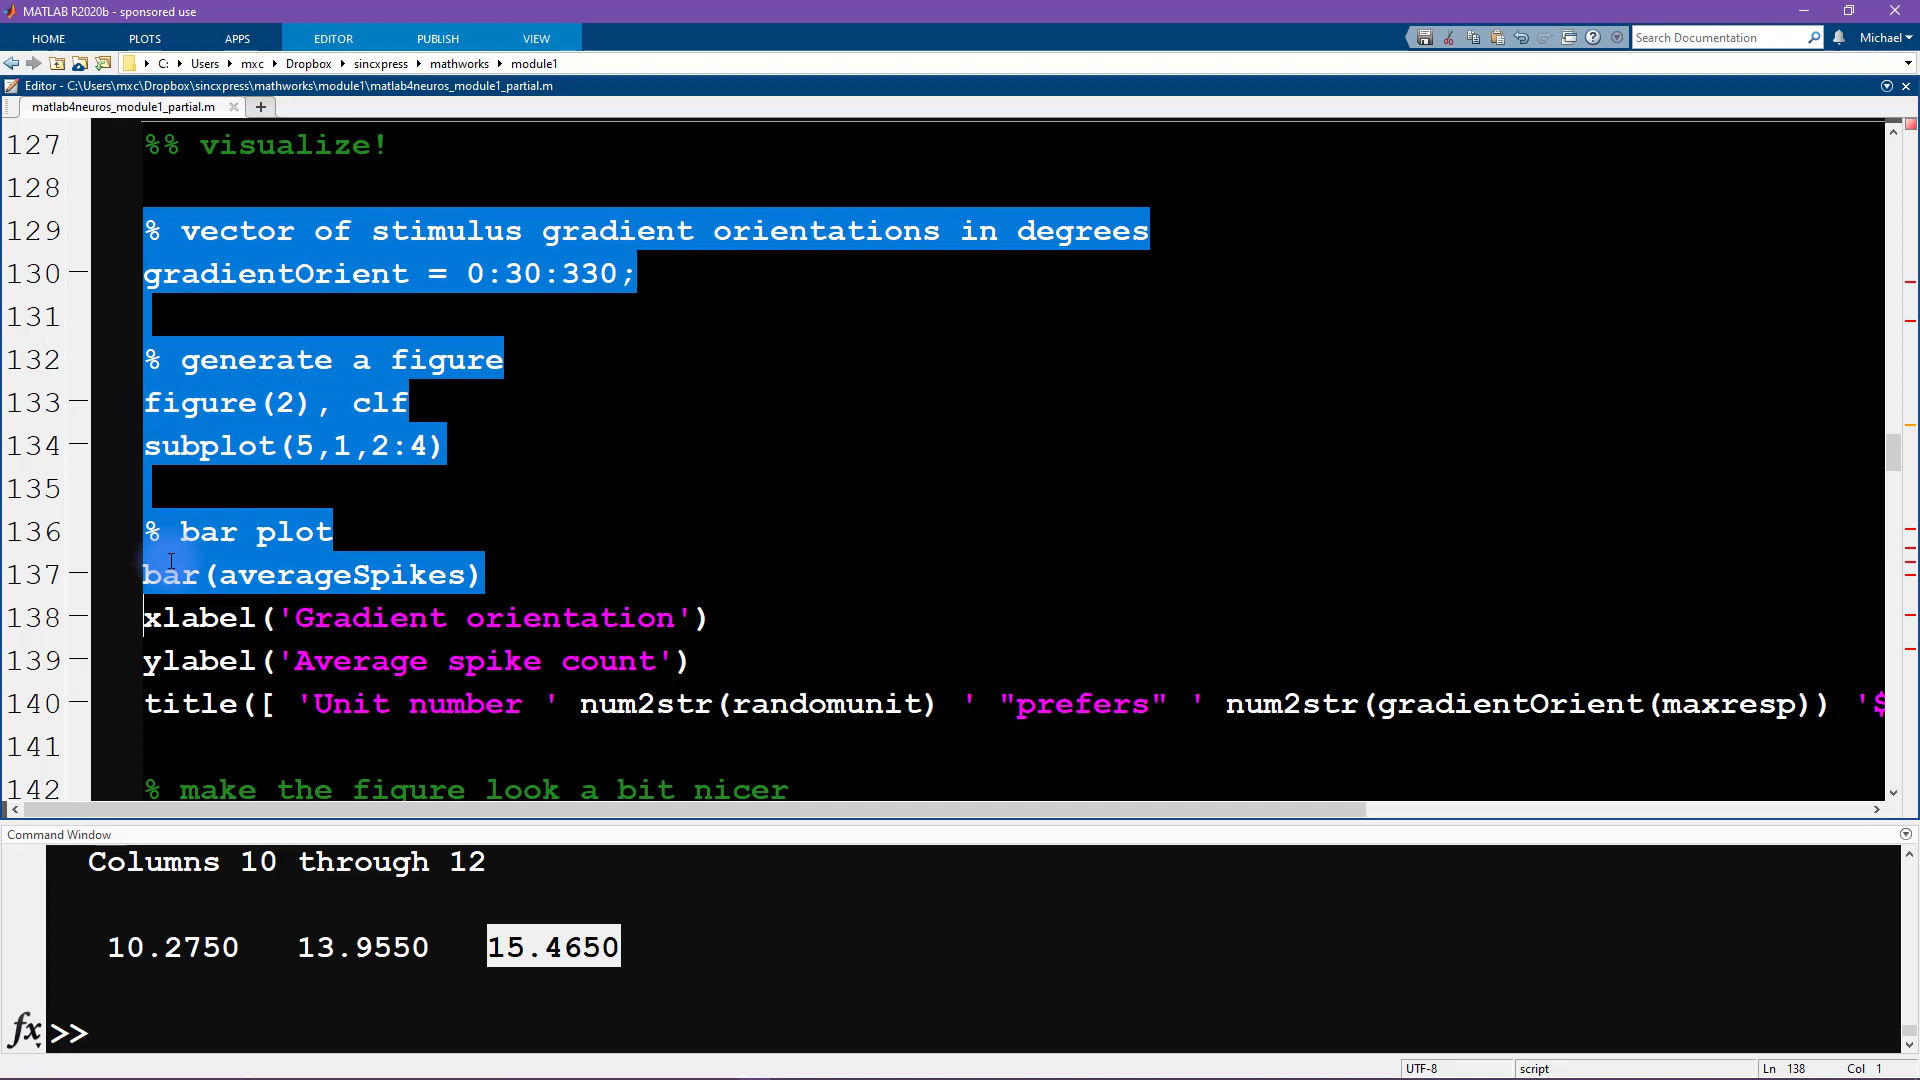 MATLAB R2020b - sponsored use
HOME PLOTS APPS EDITOR PUBLISH VIEW Search Documentation Michael
C: Users mxc Dropbox sincxpress mathworks module1
Editor - C:\Users\mxc\Dropbox\sincxpress\mathworks\module1\matlab4neuros_module1_partial.m
matlab4neuros_module1_partial.m
127 %% visualize!
128
129 % vector of stimulus gradient orientations in degrees
130 gradientOrient = 0:30:330;
131
132 % generate a figure
133 figure(2), clf
134 subplot(5,1,2:4)
135
136 % bar plot
137 bar(averageSpikes)
138 xlabel('Gradient orientation')
139 ylabel('Average spike count')
140 title([ 'Unit number ' num2str(randomunit) ' "prefers" ' num2str(gradientOrient(maxresp)) '$
141
142 % make the figure look a bit nicer
Command Window
Columns 10 through 12
10.2750 13.9550 15.4650
fx >>
UTF-8 script Ln 138 Col 1